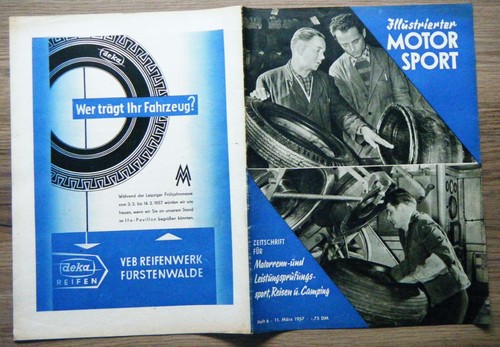 deka
Wer trägt Ihr Fahrzeug?
MM
Während der Leipziger Frühjahrsmesse
vom 3.3. bis 14.3.1957 würden wir uns
freuen, wenn wir Sie an unserem Stand
im Ifa-Pavillon begrüßen könnten.
deka
REIFEN
VEB REIFENWERK
FÜRSTENWALDE
Illustrierter
MOTOR
SPORT
ZEITSCHRIFT
FÜR
Motorrenn- und
Leistungsprüfungs-
sport, Reisen u. Camping
Heft 6 · 11. März 1957 · -.75 DM